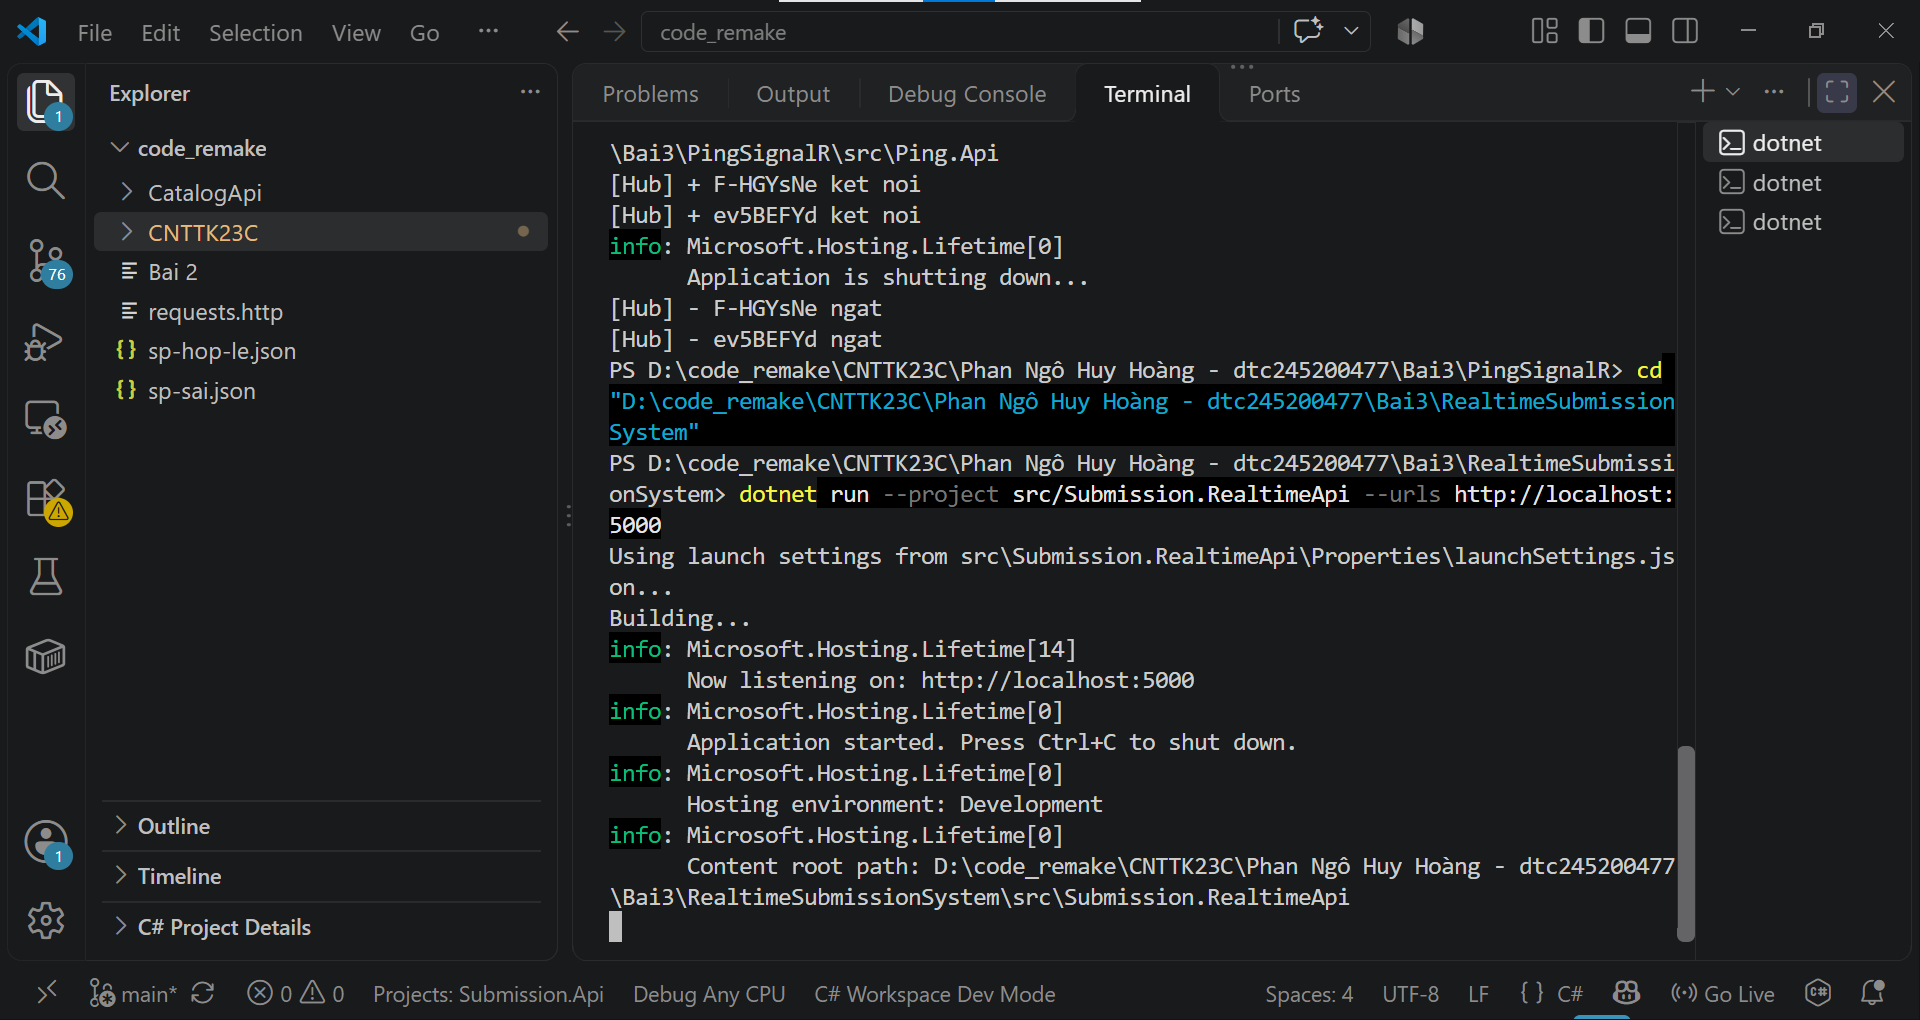 File Edit Selection View Go ··· code_remake
Explorer ···
code_remake
CatalogApi
CNTTK23C
Bai 2
requests.http
{} sp-hop-le.json
{} sp-sai.json
Outline
Timeline
C# Project Details
1
76
1
Problems Output Debug Console Terminal Ports
\Bai3\PingSignalR\src\Ping.Api
[Hub] + F-HGYsNe ket noi
[Hub] + ev5BEFYd ket noi
info: Microsoft.Hosting.Lifetime[0]
Application is shutting down...
[Hub] - F-HGYsNe ngat
[Hub] - ev5BEFYd ngat
PS D:\code_remake\CNTTK23C\Phan Ngô Huy Hoàng - dtc245200477\Bai3\PingSignalR> cd
"D:\code_remake\CNTTK23C\Phan Ngô Huy Hoàng - dtc245200477\Bai3\RealtimeSubmission
System"
PS D:\code_remake\CNTTK23C\Phan Ngô Huy Hoàng - dtc245200477\Bai3\RealtimeSubmissi
onSystem> dotnet run --project src/Submission.RealtimeApi --urls http://localhost:
5000
Using launch settings from src\Submission.RealtimeApi\Properties\launchSettings.js
on...
Building...
info: Microsoft.Hosting.Lifetime[14]
Now listening on: http://localhost:5000
info: Microsoft.Hosting.Lifetime[0]
Application started. Press Ctrl+C to shut down.
info: Microsoft.Hosting.Lifetime[0]
Hosting environment: Development
info: Microsoft.Hosting.Lifetime[0]
Content root path: D:\code_remake\CNTTK23C\Phan Ngô Huy Hoàng - dtc245200477
\Bai3\RealtimeSubmissionSystem\src\Submission.RealtimeApi
dotnet
dotnet
dotnet
main* 0 0 Projects: Submission.Api Debug Any CPU C# Workspace Dev Mode Spaces: 4 UTF-8 LF {} C# Go Live C#